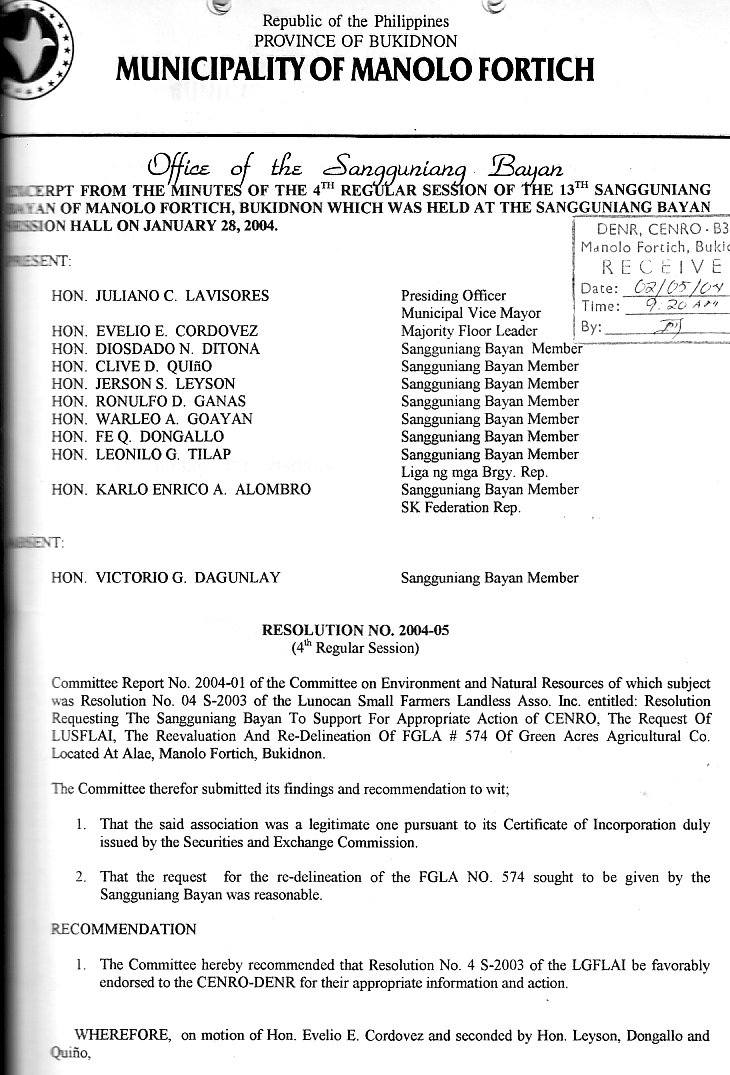 Republic of the Philippines
PROVINCE OF BUKIDNON
MUNICIPALITY OF MANOLO FORTICH
Office of the Sangguniang Bayan
EXCERPT FROM THE MINUTES OF THE 4TH REGULAR SESSION OF THE 13TH SANGGUNIANG
BAYAN OF MANOLO FORTICH, BUKIDNON WHICH WAS HELD AT THE SANGGUNIANG BAYAN
SESSION HALL ON JANUARY 28, 2004.
DENR, CENRO - B3
Manolo Fortich, Bukid
RECEIVE
Date: 02/05/04
Time: 9:20 AM
By:
PRESENT:
HON. JULIANO C. LAVISORES Presiding Officer
Municipal Vice Mayor
HON. EVELIO E. CORDOVEZ Majority Floor Leader
HON. DIOSDADO N. DITONA Sangguniang Bayan Member
HON. CLIVE D. QUIñO Sangguniang Bayan Member
HON. JERSON S. LEYSON Sangguniang Bayan Member
HON. RONULFO D. GANAS Sangguniang Bayan Member
HON. WARLEO A. GOAYAN Sangguniang Bayan Member
HON. FE Q. DONGALLO Sangguniang Bayan Member
HON. LEONILO G. TILAP Sangguniang Bayan Member
Liga ng mga Brgy. Rep.
HON. KARLO ENRICO A. ALOMBRO Sangguniang Bayan Member
SK Federation Rep.
ABSENT:
HON. VICTORIO G. DAGUNLAY Sangguniang Bayan Member
RESOLUTION NO. 2004-05
(4th Regular Session)
Committee Report No. 2004-01 of the Committee on Environment and Natural Resources of which subject
was Resolution No. 04 S-2003 of the Lunocan Small Farmers Landless Asso. Inc. entitled: Resolution
Requesting The Sangguniang Bayan To Support For Appropriate Action of CENRO, The Request Of
LUSFLAI, The Reevaluation And Re-Delineation Of FGLA # 574 Of Green Acres Agricultural Co.
Located At Alae, Manolo Fortich, Bukidnon.
The Committee therefor submitted its findings and recommendation to wit;
1. That the said association was a legitimate one pursuant to its Certificate of Incorporation duly
issued by the Securities and Exchange Commission.
2. That the request for the re-delineation of the FGLA NO. 574 sought to be given by the
Sangguniang Bayan was reasonable.
RECOMMENDATION
1. The Committee hereby recommended that Resolution No. 4 S-2003 of the LGFLAI be favorably
endorsed to the CENRO-DENR for their appropriate information and action.
WHEREFORE, on motion of Hon. Evelio E. Cordovez and seconded by Hon. Leyson, Dongallo and
Quiño,